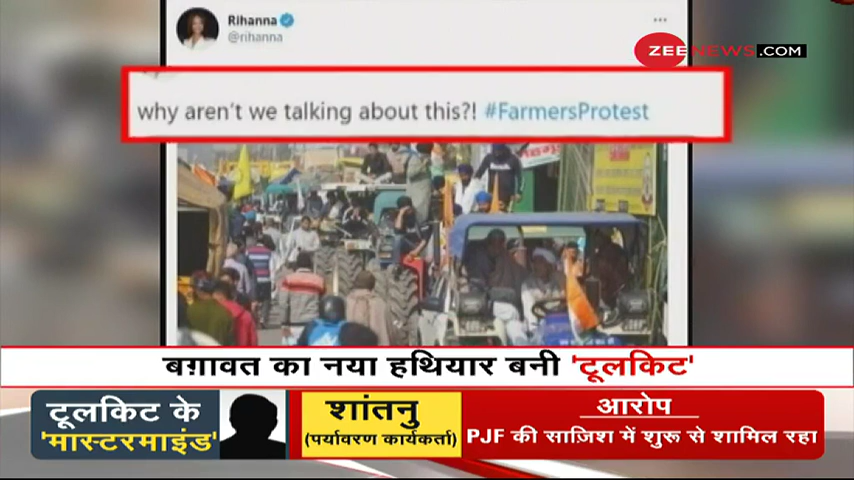 Rihanna
@rihanna
ZEENEWS.COM
why aren't we talking about this?! #FarmersProtest
बग़ावत का नया हथियार बनी 'टूलकिट'
टूलकिट के
'मास्टरमाइंड'
शांतनु
(पर्यावरण कार्यकर्ता)
आरोप
PJF की साज़िश में शुरू से शामिल रहा